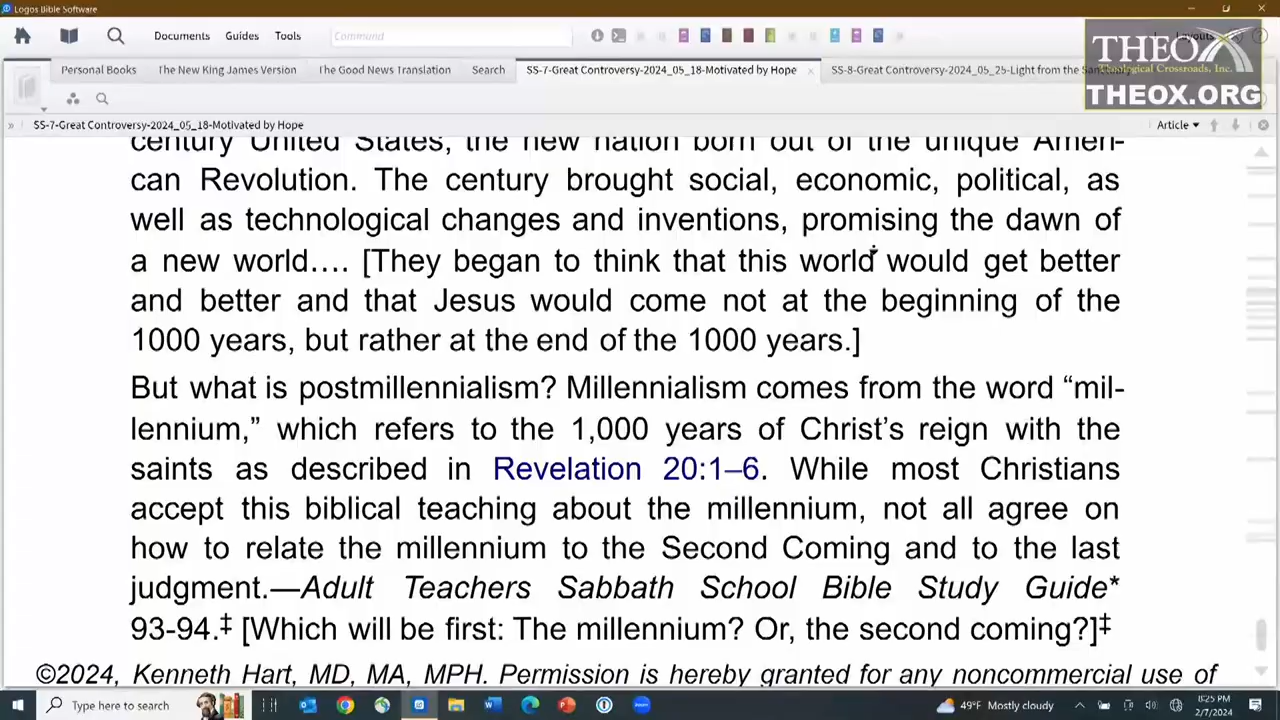 Logos Bible Software
Documents Guides Tools Command
THEOX
Theological Crossroads, Inc.
THEOX.ORG
Personal Books The New King James Version The Good News Translation Search SS-7-Great Controversy-2024_05_18-Motivated by Hope SS-8-Great Controversy-2024_05_25-Light from the
» SS-7-Great Controversy-2024_05_18-Motivated by Hope Article
century United States, the new nation born out of the unique Ameri-
can Revolution. The century brought social, economic, political, as
well as technological changes and inventions, promising the dawn of
a new world…. [They began to think that this world would get better
and better and that Jesus would come not at the beginning of the
1000 years, but rather at the end of the 1000 years.]
But what is postmillennialism? Millennialism comes from the word “mil-
lennium,” which refers to the 1,000 years of Christ’s reign with the
saints as described in Revelation 20:1–6. While most Christians
accept this biblical teaching about the millennium, not all agree on
how to relate the millennium to the Second Coming and to the last
judgment.—Adult Teachers Sabbath School Bible Study Guide*
93-94.‡ [Which will be first: The millennium? Or, the second coming?]‡
©2024, Kenneth Hart, MD, MA, MPH. Permission is hereby granted for any noncommercial use of
Type here to search 49°F Mostly cloudy 8:25 PM
2/7/2024